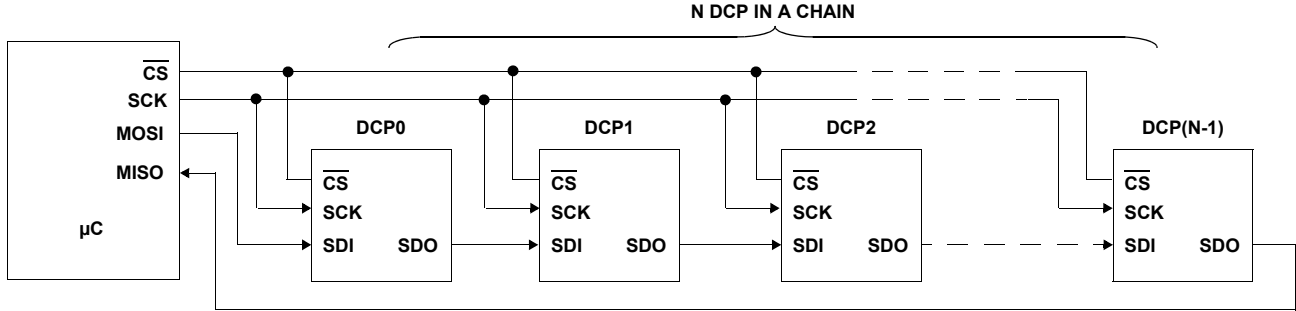 N DCP IN A CHAIN
CS
SCK
MOSI
MISO
µC
DCP0
CS
SCK
SDI SDO
DCP1
CS
SCK
SDI SDO
DCP2
CS
SCK
SDI SDO
DCP(N-1)
CS
SCK
SDI SDO